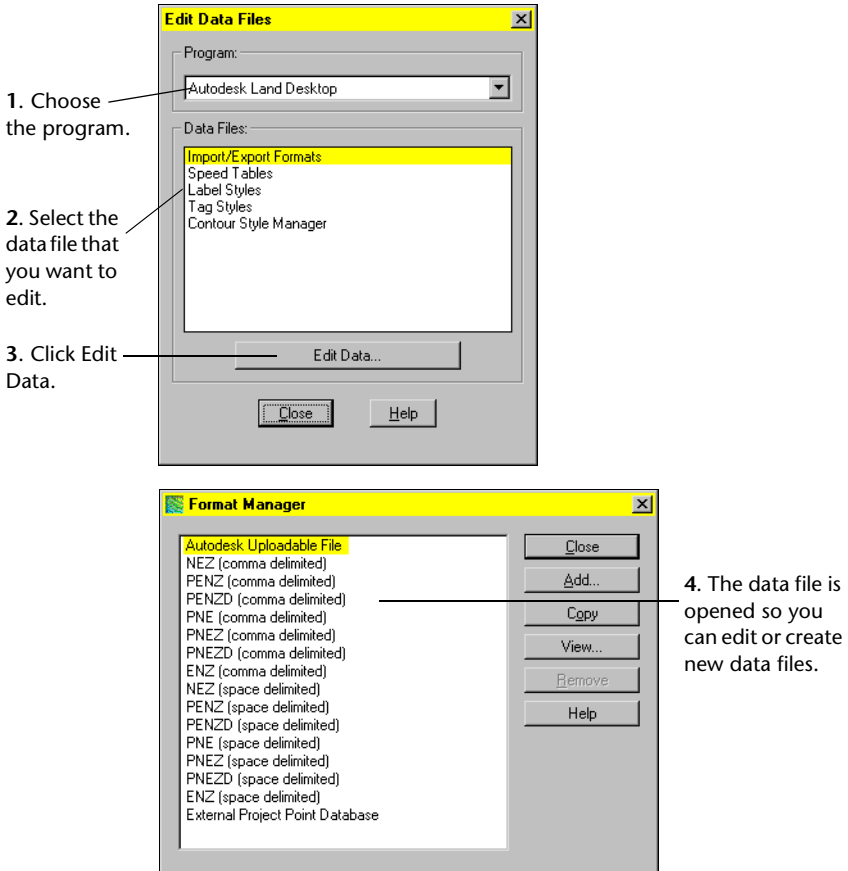 Edit Data Files
Program:
Autodesk Land Desktop
1. Choose
the program.
Data Files:
Import/Export Formats
Speed Tables
Label Styles
Tag Styles
Contour Style Manager
2. Select the
data file that
you want to
edit.
3. Click Edit
Data.
Edit Data...
Close
Help
Format Manager
Autodesk Uploadable File
NEZ (comma delimited)
PENZ (comma delimited)
PENZD (comma delimited)
PNE (comma delimited)
PNEZ (comma delimited)
PNEZD (comma delimited)
ENZ (comma delimited)
NEZ (space delimited)
PENZ (space delimited)
PENZD (space delimited)
PNE (space delimited)
PNEZ (space delimited)
PNEZD (space delimited)
ENZ (space delimited)
External Project Point Database
Close
Add...
Copy
View...
Remove
Help
4. The data file is
opened so you
can edit or create
new data files.